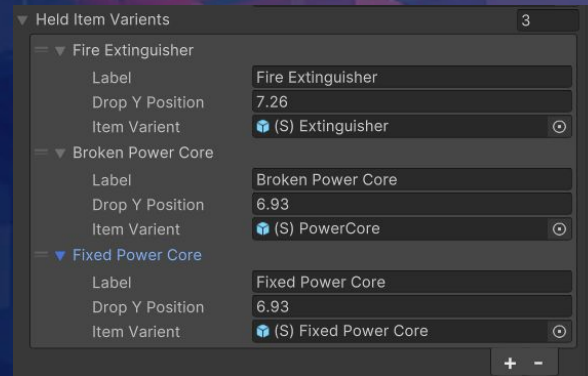 Held Item Varients 3
Fire Extinguisher
Label Fire Extinguisher
Drop Y Position 7.26
Item Varient (S) Extinguisher
Broken Power Core
Label Broken Power Core
Drop Y Position 6.93
Item Varient (S) PowerCore
Fixed Power Core
Label Fixed Power Core
Drop Y Position 6.93
Item Varient (S) Fixed Power Core
+ -